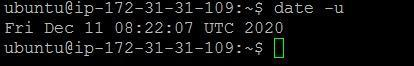 ubuntu@ip-172-31-31-109:~$ date -u
Fri Dec 11 08:22:07 UTC 2020
ubuntu@ip-172-31-31-109:~$